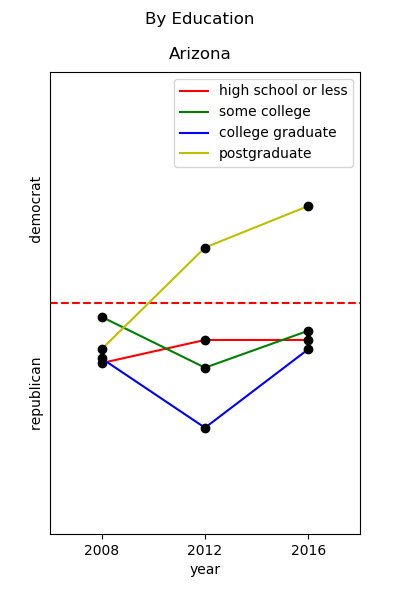 By Education
Arizona
high school or less
some college
college graduate
postgraduate
democrat
republican
2008 2012 2016
year